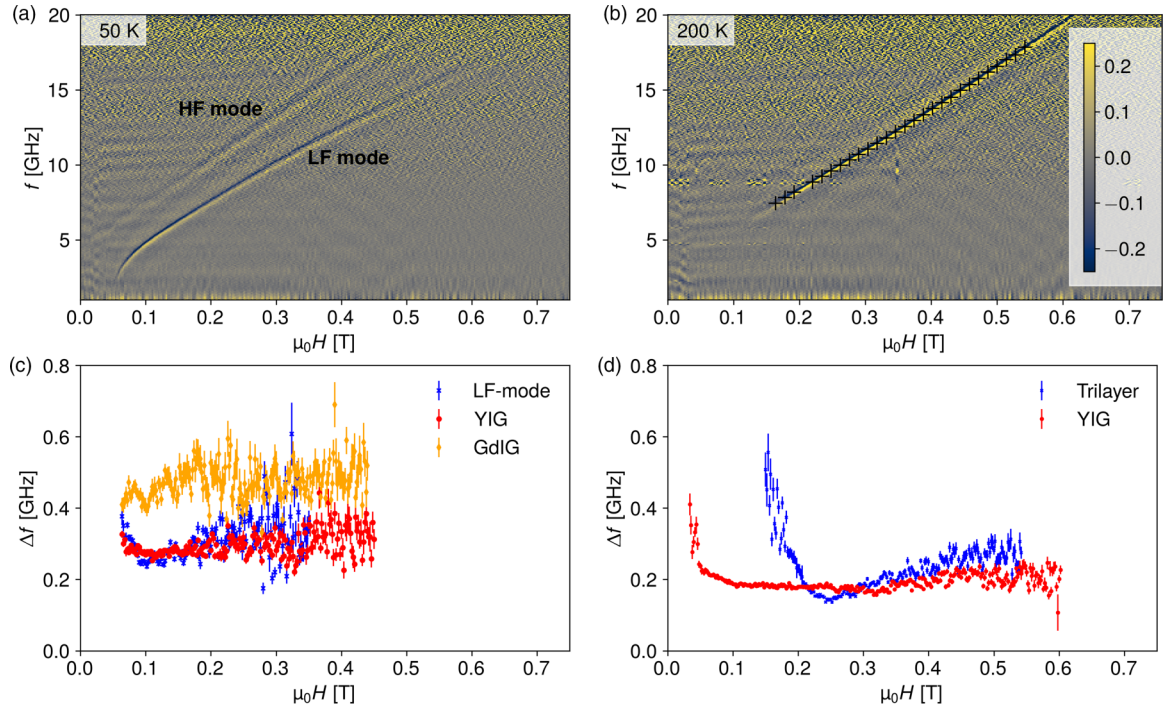 (a)
50 K
HF mode
LF mode
20
15
10
5
f [GHz]
0.0 0.1 0.2 0.3 0.4 0.5 0.6 0.7
μ₀H [T]
(b)
200 K
20
15
10
5
f [GHz]
0.2
0.1
0.0
−0.1
−0.2
0.0 0.1 0.2 0.3 0.4 0.5 0.6 0.7
μ₀H [T]
(c)
LF-mode
YIG
GdIG
0.8
0.6
0.4
0.2
0.0
Δf [GHz]
0.0 0.1 0.2 0.3 0.4 0.5 0.6 0.7
μ₀H [T]
(d)
Trilayer
YIG
0.8
0.6
0.4
0.2
0.0
Δf [GHz]
0.0 0.1 0.2 0.3 0.4 0.5 0.6 0.7
μ₀H [T]